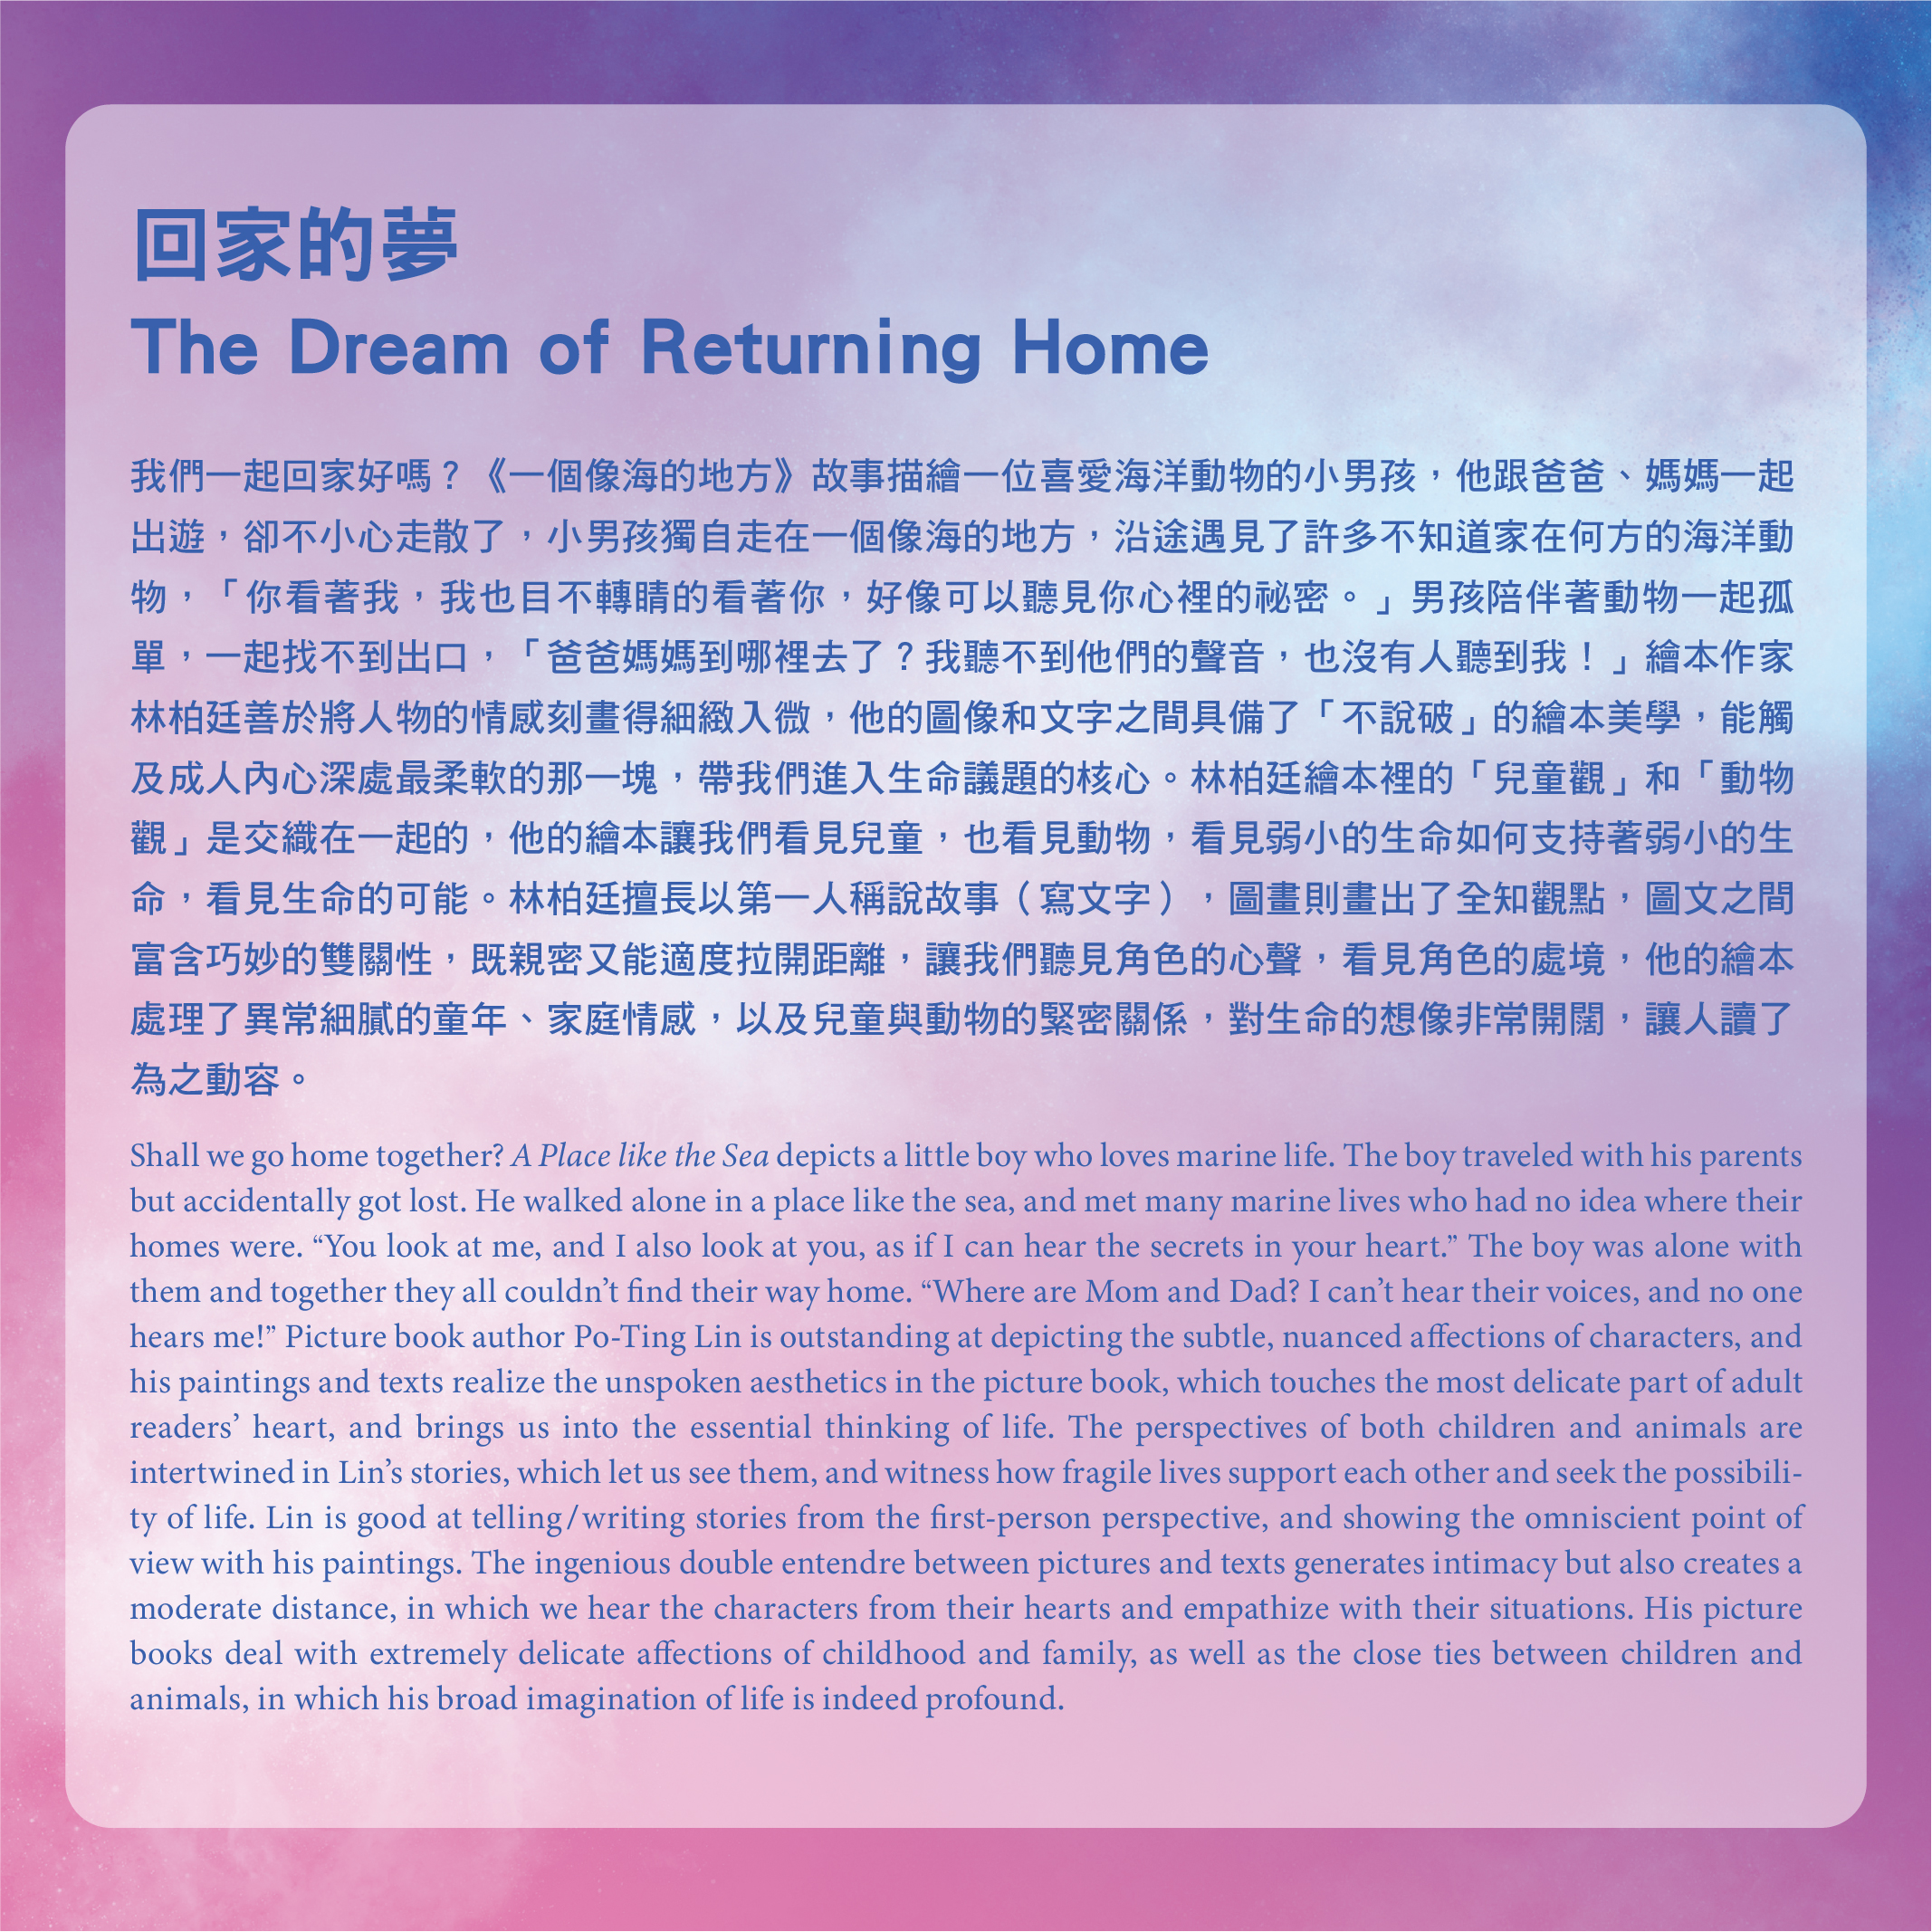 回家的夢
The Dream of Returning Home
我們一起回家好嗎？《一個像海的地方》故事描繪一位喜愛海洋動物的小男孩，他跟爸爸、媽媽一起
出遊，卻不小心走散了，小男孩獨自走在一個像海的地方，沿途遇見了許多不知道家在何方的海洋動
物，「你看著我，我也目不轉睛的看著你，好像可以聽見你心裡的祕密。」男孩陪伴著動物一起孤
單，一起找不到出口，「爸爸媽媽到哪裡去了？我聽不到他們的聲音，也沒有人聽到我！」繪本作家
林柏廷善於將人物的情感刻畫得細緻入微，他的圖像和文字之間具備了「不說破」的繪本美學，能觸
及成人內心深處最柔軟的那一塊，帶我們進入生命議題的核心。林柏廷繪本裡的「兒童觀」和「動物
觀」是交織在一起的，他的繪本讓我們看見兒童，也看見動物，看見弱小的生命如何支持著弱小的生
命，看見生命的可能。林柏廷擅長以第一人稱說故事（寫文字），圖畫則畫出了全知觀點，圖文之間
富含巧妙的雙關性，既親密又能適度拉開距離，讓我們聽見角色的心聲，看見角色的處境，他的繪本
處理了異常細膩的童年、家庭情感，以及兒童與動物的緊密關係，對生命的想像非常開闊，讓人讀了
為之動容。
Shall we go home together? A Place like the Sea depicts a little boy who loves marine life. The boy traveled with his parents
but accidentally got lost. He walked alone in a place like the sea, and met many marine lives who had no idea where their
homes were. “You look at me, and I also look at you, as if I can hear the secrets in your heart.” The boy was alone with
them and together they all couldn’t find their way home. “Where are Mom and Dad? I can’t hear their voices, and no one
hears me!” Picture book author Po-Ting Lin is outstanding at depicting the subtle, nuanced affections of characters, and
his paintings and texts realize the unspoken aesthetics in the picture book, which touches the most delicate part of adult
readers’ heart, and brings us into the essential thinking of life. The perspectives of both children and animals are
intertwined in Lin’s stories, which let us see them, and witness how fragile lives support each other and seek the possibili-
ty of life. Lin is good at telling/writing stories from the first-person perspective, and showing the omniscient point of
view with his paintings. The ingenious double entendre between pictures and texts generates intimacy but also creates a
moderate distance, in which we hear the characters from their hearts and empathize with their situations. His picture
books deal with extremely delicate affections of childhood and family, as well as the close ties between children and
animals, in which his broad imagination of life is indeed profound.